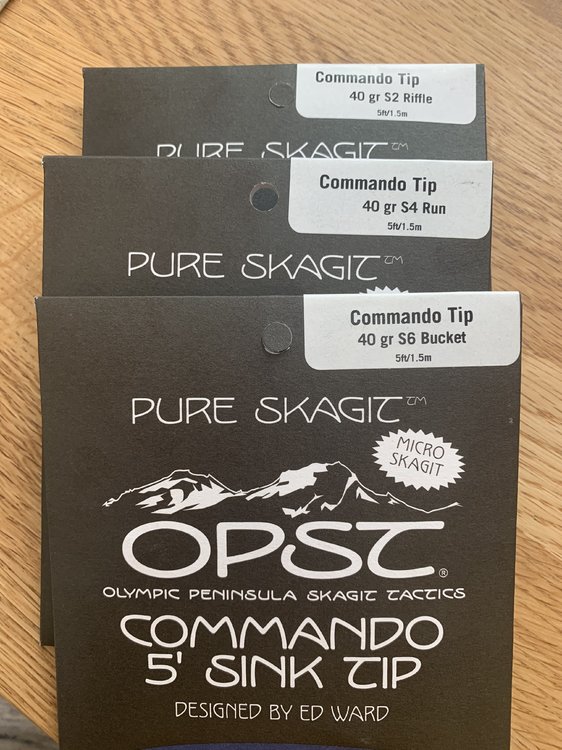 Commando Tip
40 gr S2 Riffle
5ft/1.5m
PURE SKAGIT™
Commando Tip
40 gr S4 Run
5ft/1.5m
PURE SKAGIT™
Commando Tip
40 gr S6 Bucket
5ft/1.5m
PURE SKAGIT™
MICRO
SKAGIT
OPST®
OLYMPIC PENINSULA SKAGIT TACTICS
COMMANDO
5' SINK TIP
DESIGNED BY ED WARD